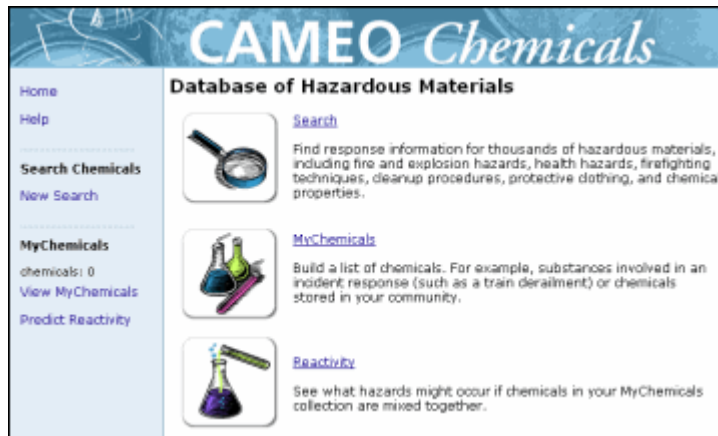 CAMEO Chemicals
Home
Help
Search Chemicals
New Search
MyChemicals
chemicals: 0
View MyChemicals
Predict Reactivity
Database of Hazardous Materials
Search
Find response information for thousands of hazardous materials,
including fire and explosion hazards, health hazards, firefighting
techniques, cleanup procedures, protective clothing, and chemica
properties.
MyChemicals
Build a list of chemicals. For example, substances involved in an
incident response (such as a train derailment) or chemicals
stored in your community.
Reactivity
See what hazards might occur if chemicals in your MyChemicals
collection are mixed together.